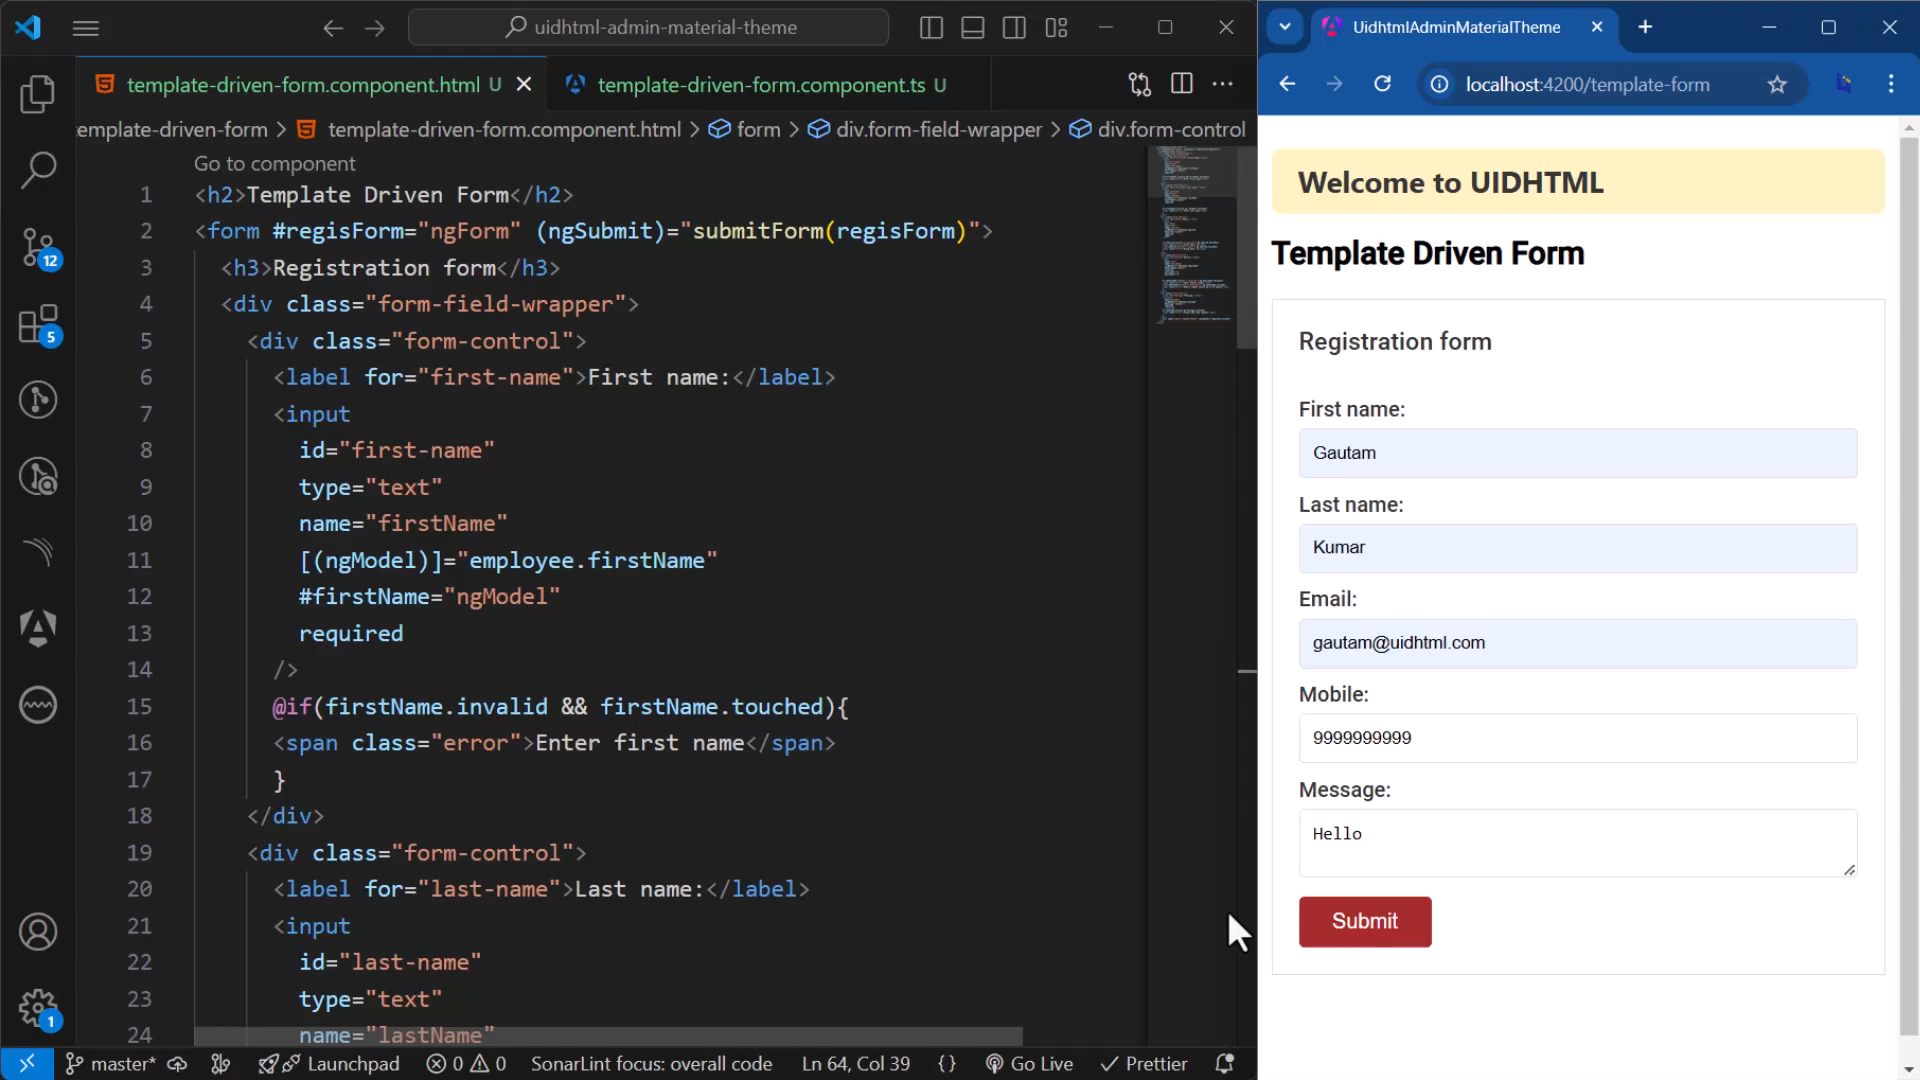 uidhtml-admin-material-theme
template-driven-form.component.html U
template-driven-form.component.ts U
emplate-driven-form > template-driven-form.component.html > form > div.form-field-wrapper > div.form-control
Go to component
1 <h2>Template Driven Form</h2>
2 <form #regisForm="ngForm" (ngSubmit)="submitForm(regisForm)">
3 <h3>Registration form</h3>
4 <div class="form-field-wrapper">
5 <div class="form-control">
6 <label for="first-name">First name:</label>
7 <input
8 id="first-name"
9 type="text"
10 name="firstName"
11 [(ngModel)]="employee.firstName"
12 #firstName="ngModel"
13 required
14 />
15 @if(firstName.invalid && firstName.touched){
16 <span class="error">Enter first name</span>
17 }
18 </div>
19 <div class="form-control">
20 <label for="last-name">Last name:</label>
21 <input
22 id="last-name"
23 type="text"
24 name="lastName"
12
5
1
master* Launchpad 0 0 SonarLint focus: overall code Ln 64, Col 39 {} Go Live Prettier
UidhtmlAdminMaterialTheme
localhost:4200/template-form
Welcome to UIDHTML
Template Driven Form
Registration form
First name:
Gautam
Last name:
Kumar
Email:
gautam@uidhtml.com
Mobile:
9999999999
Message:
Hello
Submit